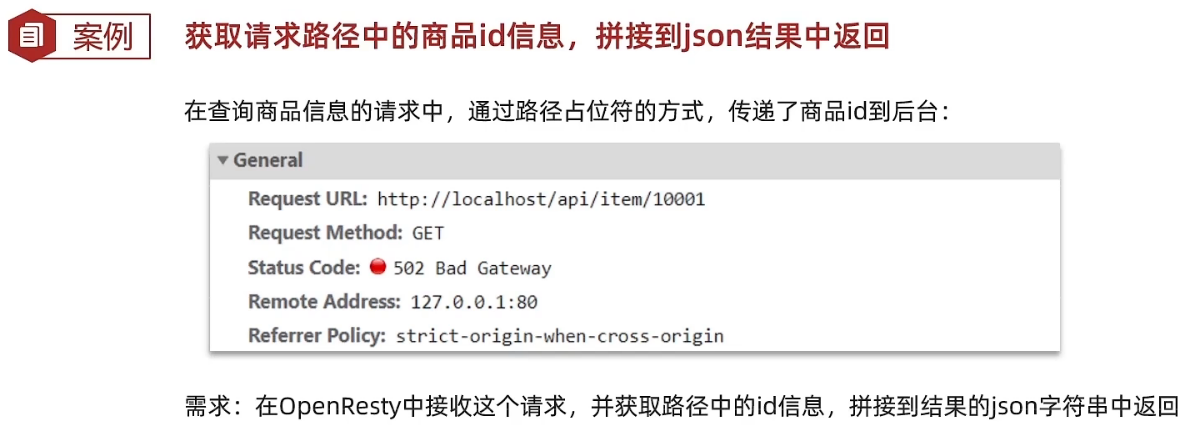 案例
获取请求路径中的商品id信息，拼接到json结果中返回
在查询商品信息的请求中，通过路径占位符的方式，传递了商品id到后台：
General
Request URL: http://localhost/api/item/10001
Request Method: GET
Status Code: 502 Bad Gateway
Remote Address: 127.0.0.1:80
Referrer Policy: strict-origin-when-cross-origin
需求：在OpenResty中接收这个请求，并获取路径中的id信息，拼接到结果的json字符串中返回